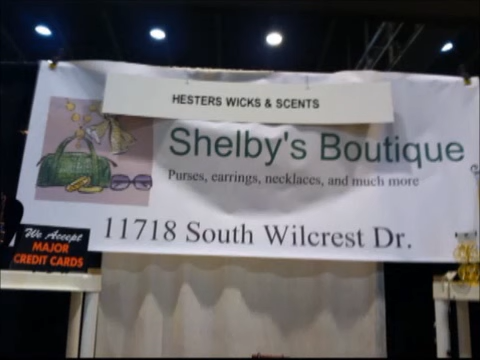 HESTERS WICKS & SCENTS
Shelby's Boutique
Purses, earrings, necklaces, and much more
11718 South Wilcrest Dr.
We Accept
MAJOR
CREDIT CARDS